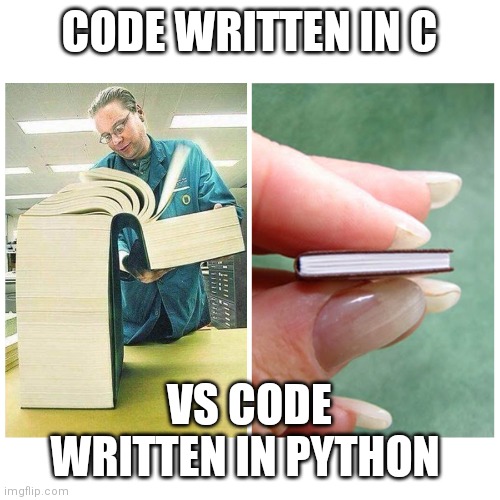 CODE WRITTEN IN C
VS CODE
WRITTEN IN PYTHON
imgflip.com